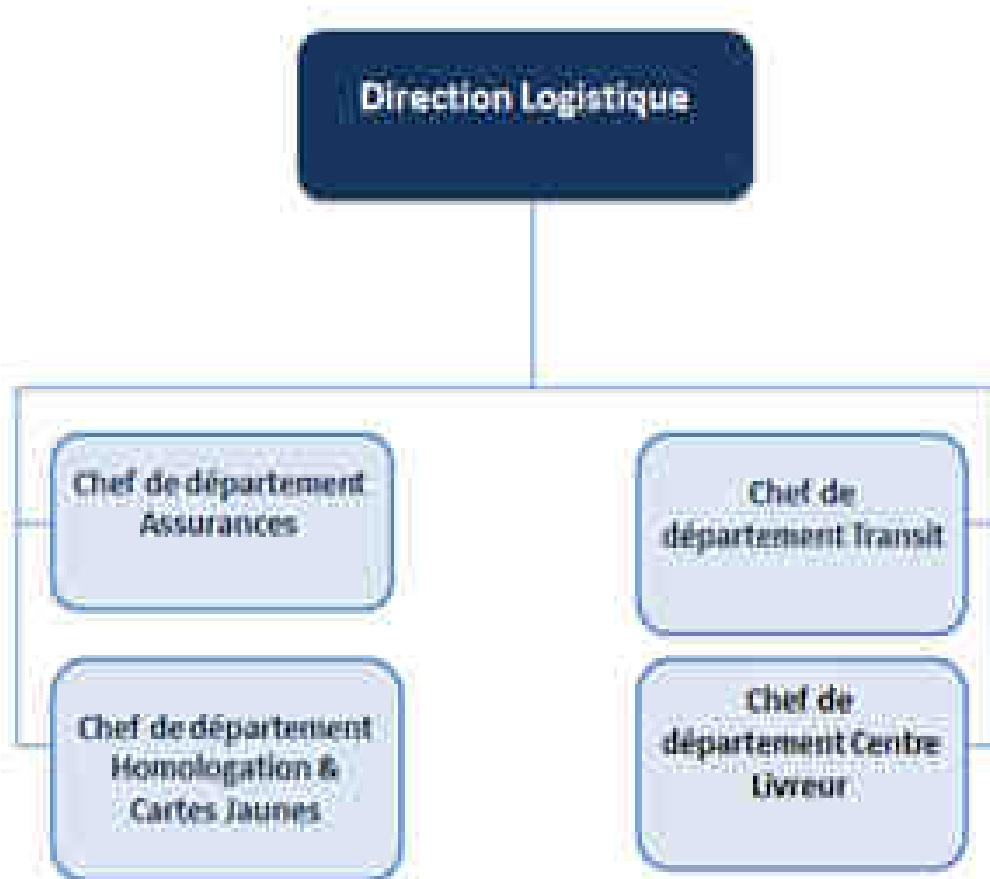 Direction Logistique
Chef de département
Assurances
Chef de
département Transit
Chef de département
Homologation &
Cartes Jaunes
Chef de
département Centre
Livreur